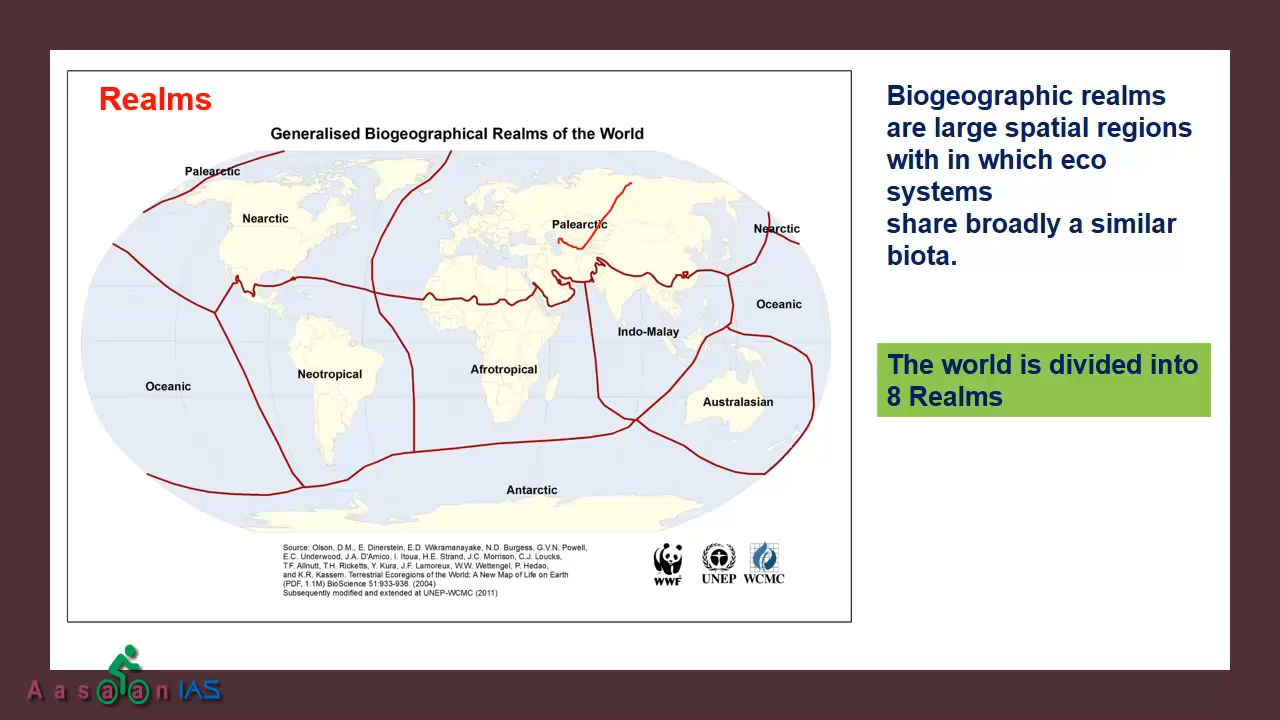 Realms
Generalised Biogeographical Realms of the World
Palearctic
Nearctic
Palearctic
Nearctic
Oceanic
Indo-Malay
Neotropical
Afrotropical
Oceanic
Australasian
Antarctic
Source: Olson, D.M., E. Dinerstein, E.D. Wikramanayake, N.D. Burgess, G.V.N. Powell,
E.C. Underwood, J.A. D'Amico, I. Itoua, H.E. Strand, J.C. Morrison, C.J. Loucks,
T.F. Allnutt, T.H. Ricketts, Y. Kura, J.F. Lamoreux, W.W. Wettengel, P. Hedao,
and K.R. Kassem. Terrestrial Ecoregions of the World: A New Map of Life on Earth
(PDF, 1.1M) BioScience 51:933-938. (2004)
Subsequently modified and extended at UNEP-WCMC (2011)
WWF
UNEP WCMC
Biogeographic realms
are large spatial regions
with in which eco
systems
share broadly a similar
biota.
The world is divided into
8 Realms
Aasaan IAS